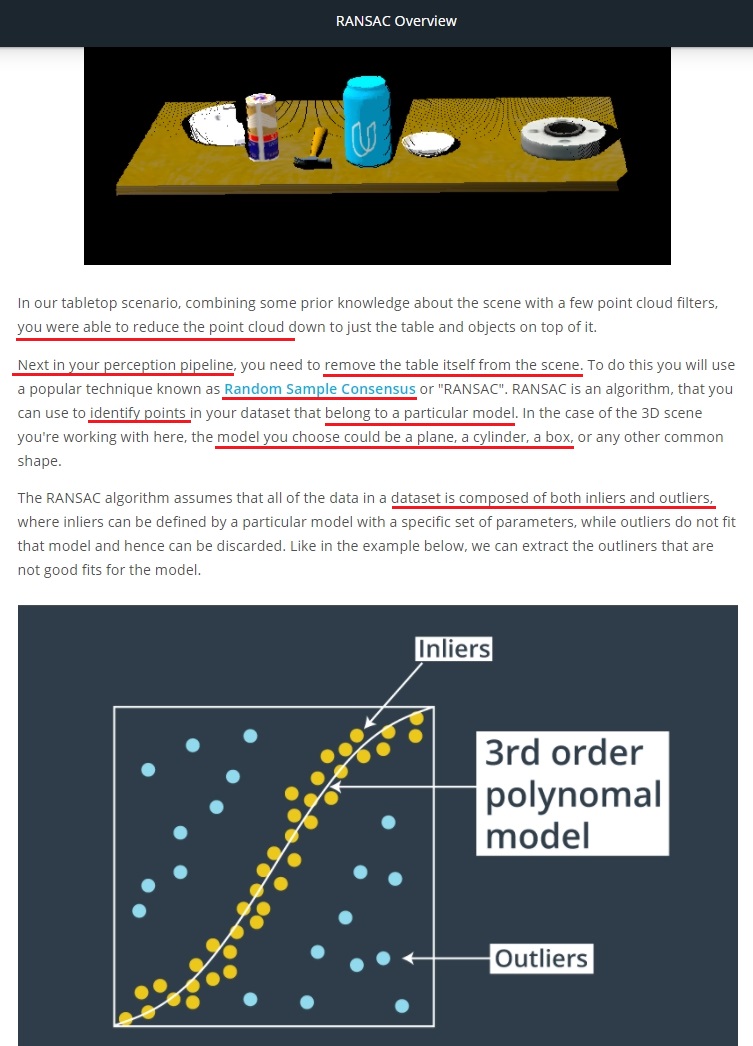 RANSAC Overview
In our tabletop scenario, combining some prior knowledge about the scene with a few point cloud filters,
you were able to reduce the point cloud down to just the table and objects on top of it.
Next in your perception pipeline, you need to remove the table itself from the scene. To do this you will use
a popular technique known as Random Sample Consensus or "RANSAC". RANSAC is an algorithm, that you
can use to identify points in your dataset that belong to a particular model. In the case of the 3D scene
you're working with here, the model you choose could be a plane, a cylinder, a box, or any other common
shape.
The RANSAC algorithm assumes that all of the data in a dataset is composed of both inliers and outliers,
where inliers can be defined by a particular model with a specific set of parameters, while outliers do not fit
that model and hence can be discarded. Like in the example below, we can extract the outliners that are
not good fits for the model.
Inliers
3rd order
polynomal
model
Outliers